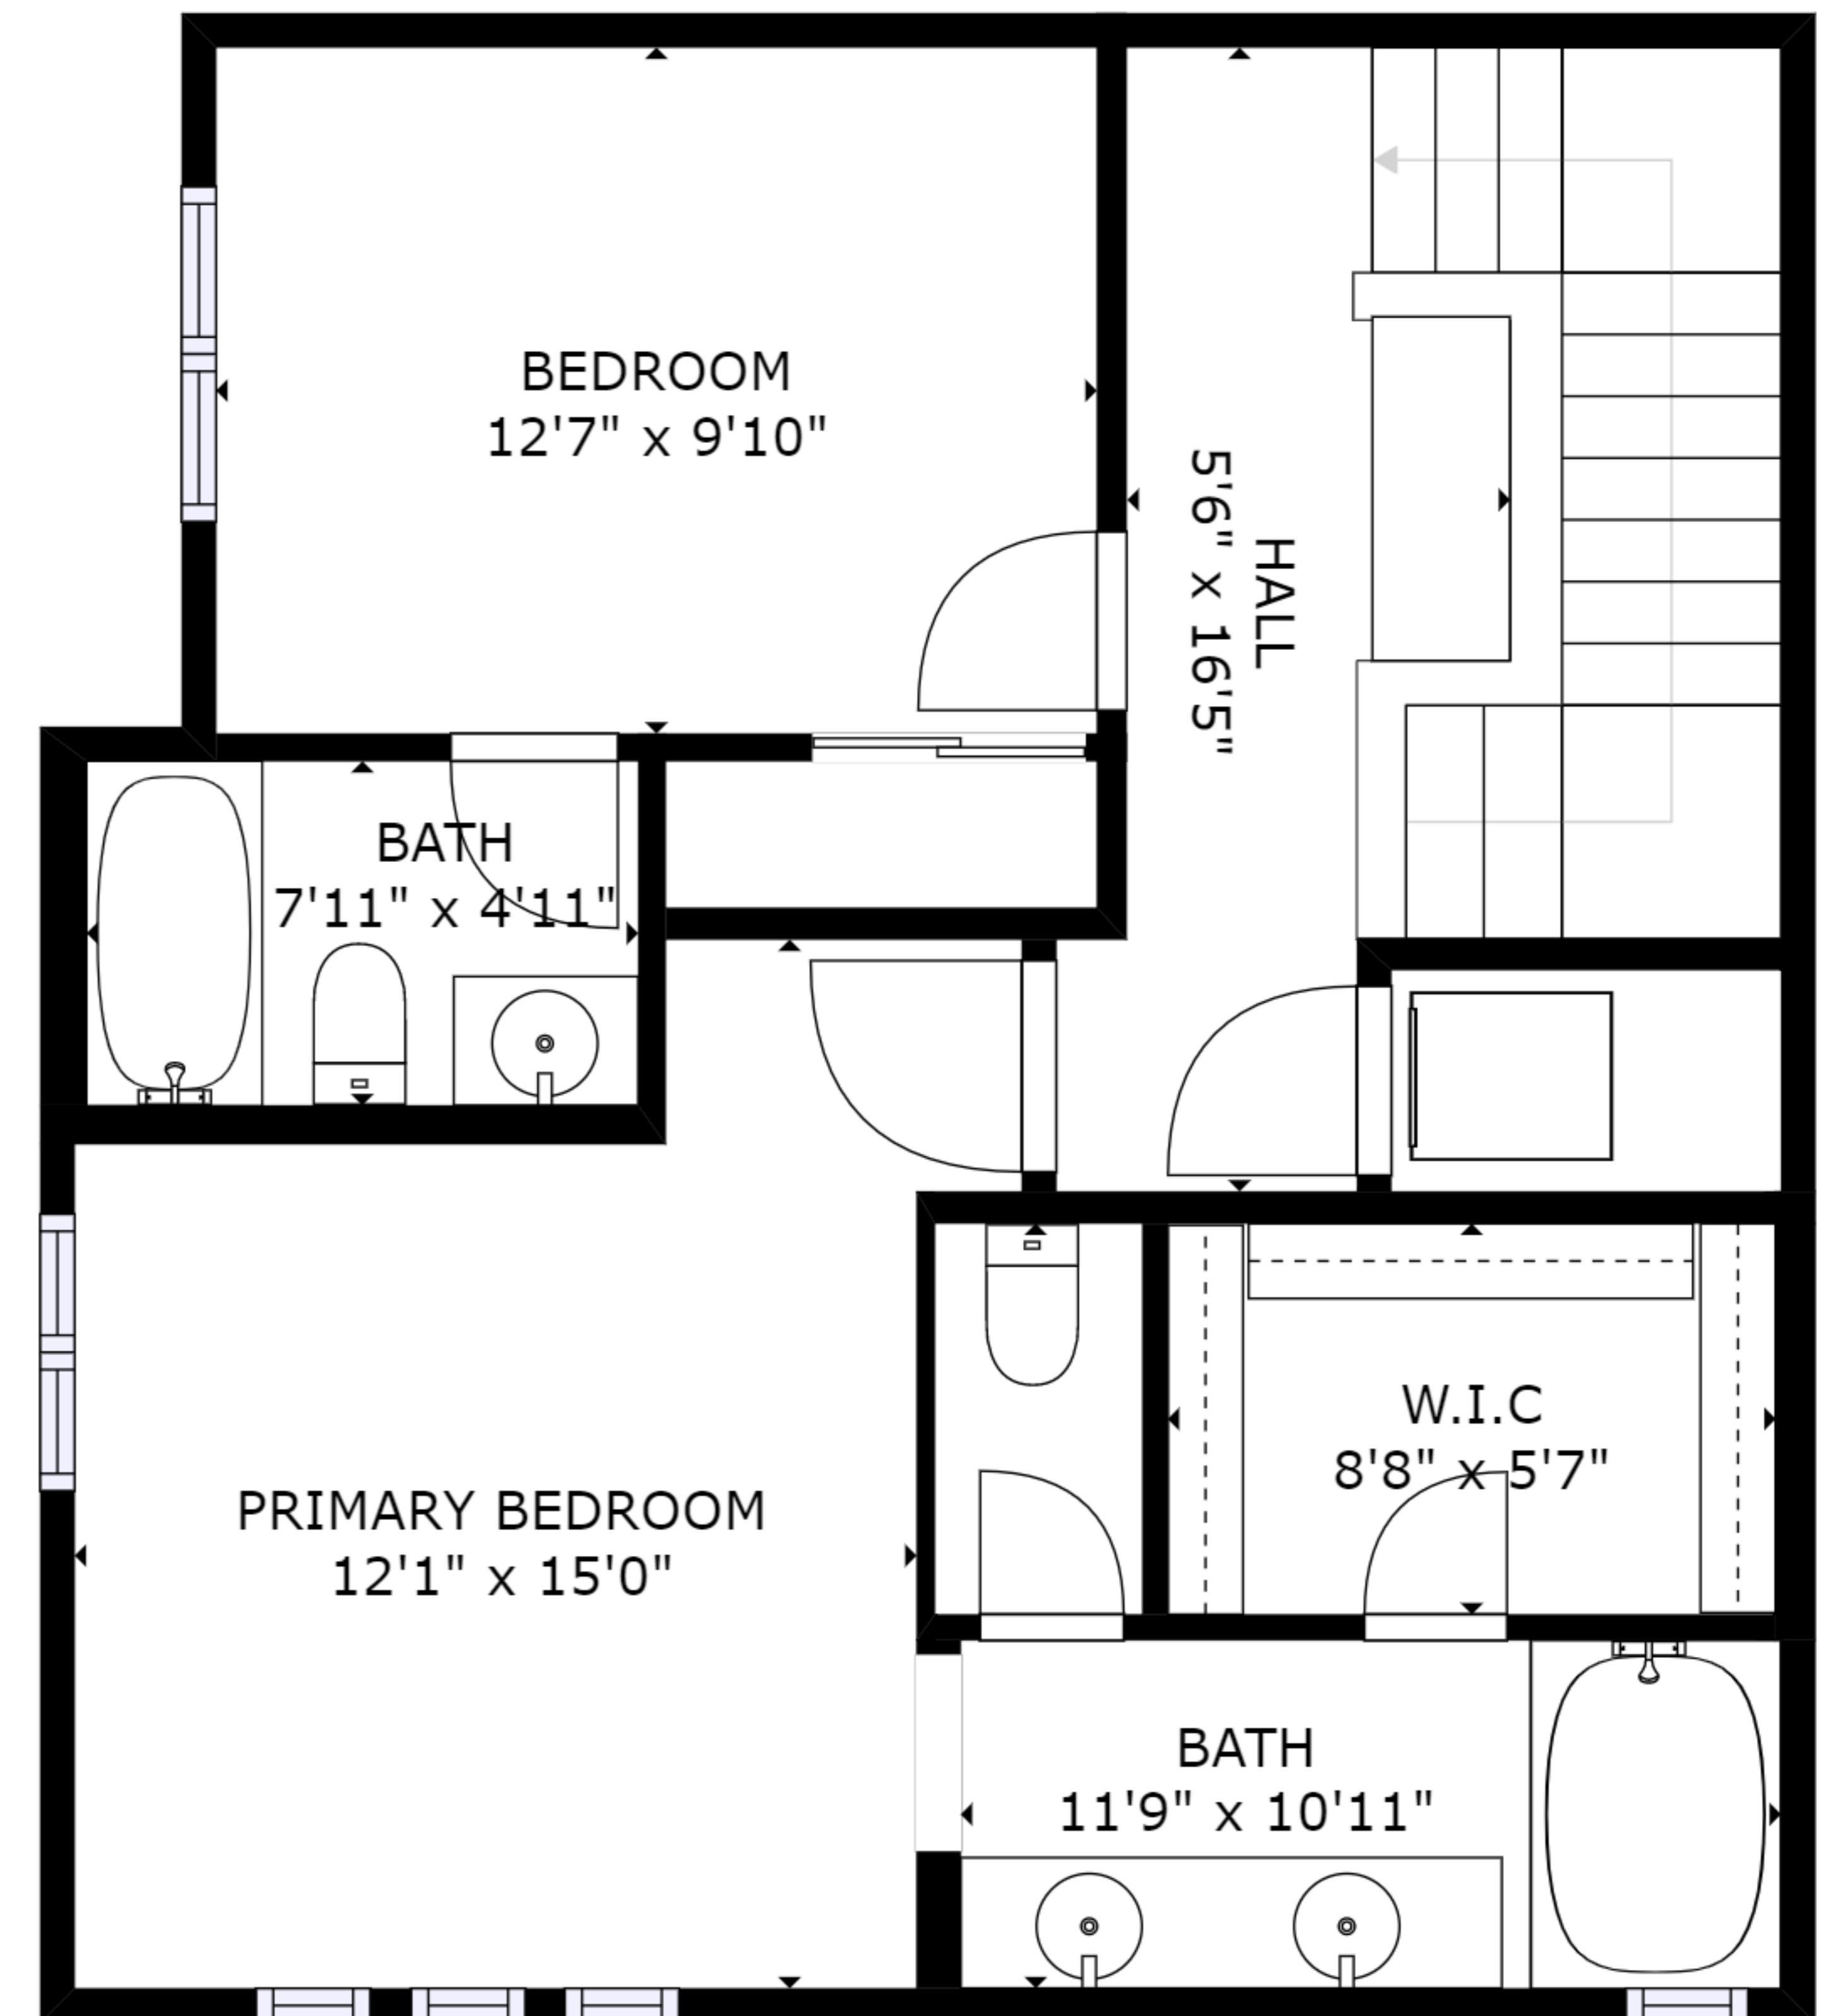 BEDROOM
12'7" x 9'10"
HALL
5'6" x 16'5"
BATH
7'11" x 4'11"
W.I.C
8'8" x 5'7"
PRIMARY BEDROOM
12'1" x 15'0"
BATH
11'9" x 10'11"